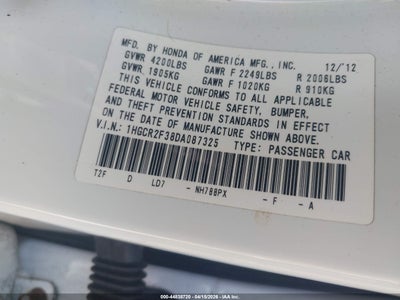 MFD. BY HONDA OF AMERICA MFG., INC. 12/12
GVWR 4200LBS GAWR F 2249LBS R 2006LBS
GVWR 1905KG GAWR F 1020KG R 910KG
THIS VEHICLE CONFORMS TO ALL APPLICABLE
FEDERAL MOTOR VEHICLE SAFETY, BUMPER,
AND THEFT PREVENTION STANDARDS IN EFFECT
ON THE DATE OF MANUFACTURE SHOWN ABOVE.
V.I.N.: 1HGCR2F38DA087325 TYPE: PASSENGER CAR
T2F D LD7 - NH788PX - F - A
000-44838720 - 04/15/2026 - IAA Inc.